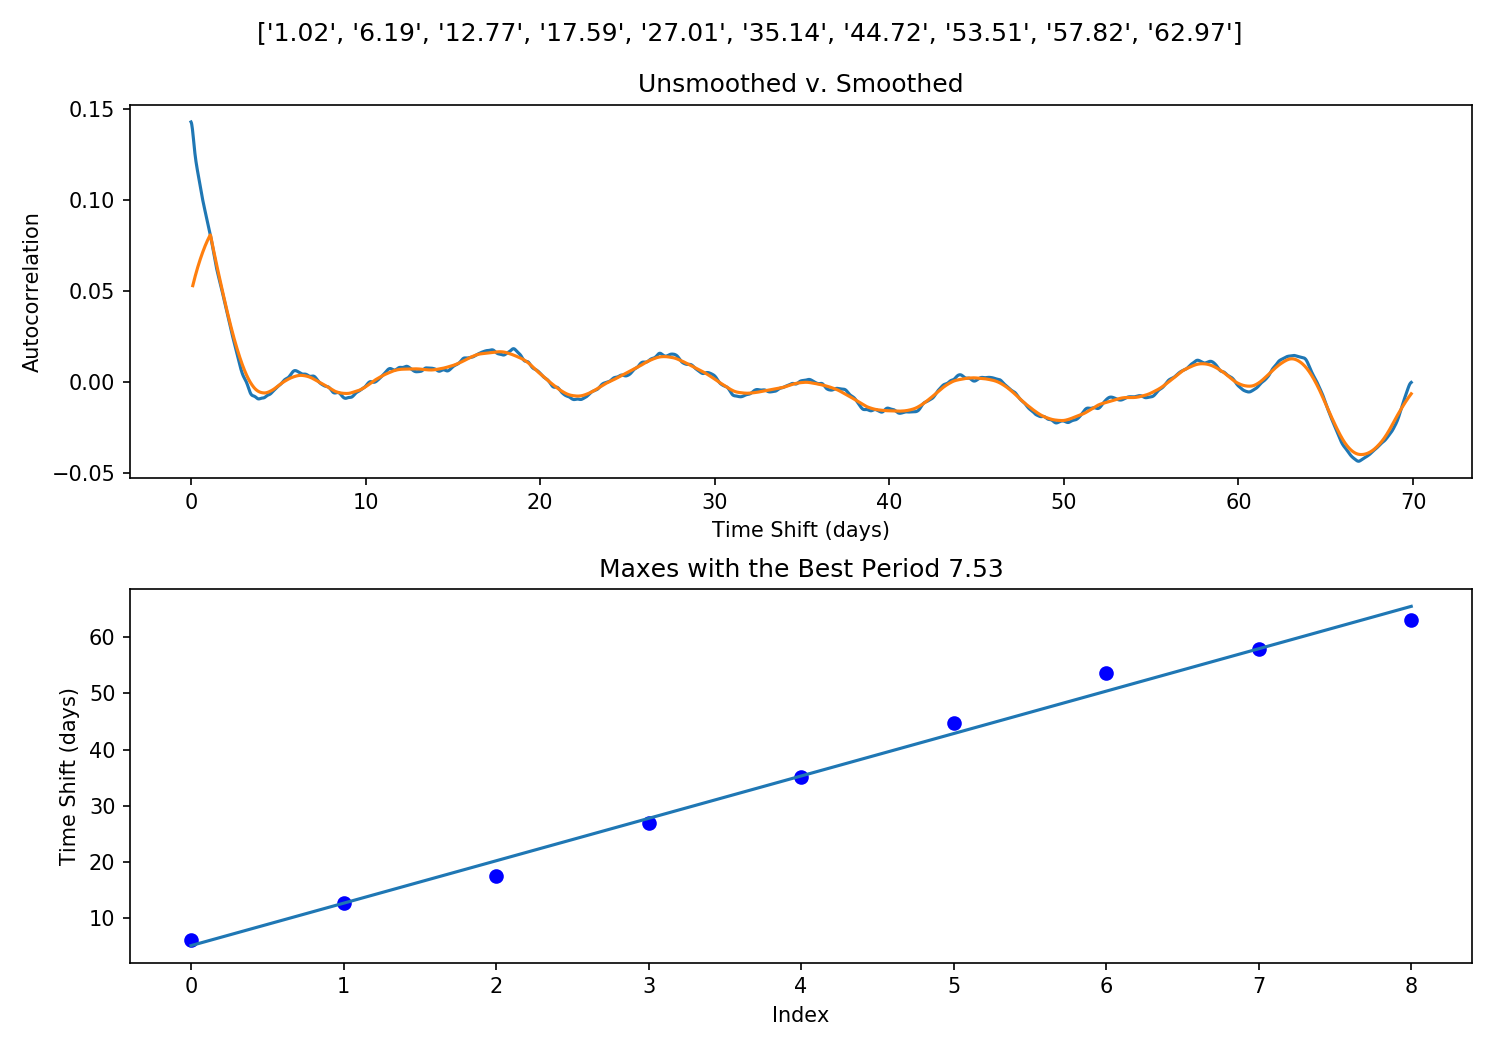 ['1.02', '6.19', '12.77', '17.59', '27.01', '35.14', '44.72', '53.51', '57.82', '62.97']
Unsmoothed v. Smoothed
Autocorrelation
0.15
0.10
0.05
0.00
−0.05
0 10 20 30 40 50 60 70
Time Shift (days)
Maxes with the Best Period 7.53
Time Shift (days)
60
50
40
30
20
10
0 1 2 3 4 5 6 7 8
Index